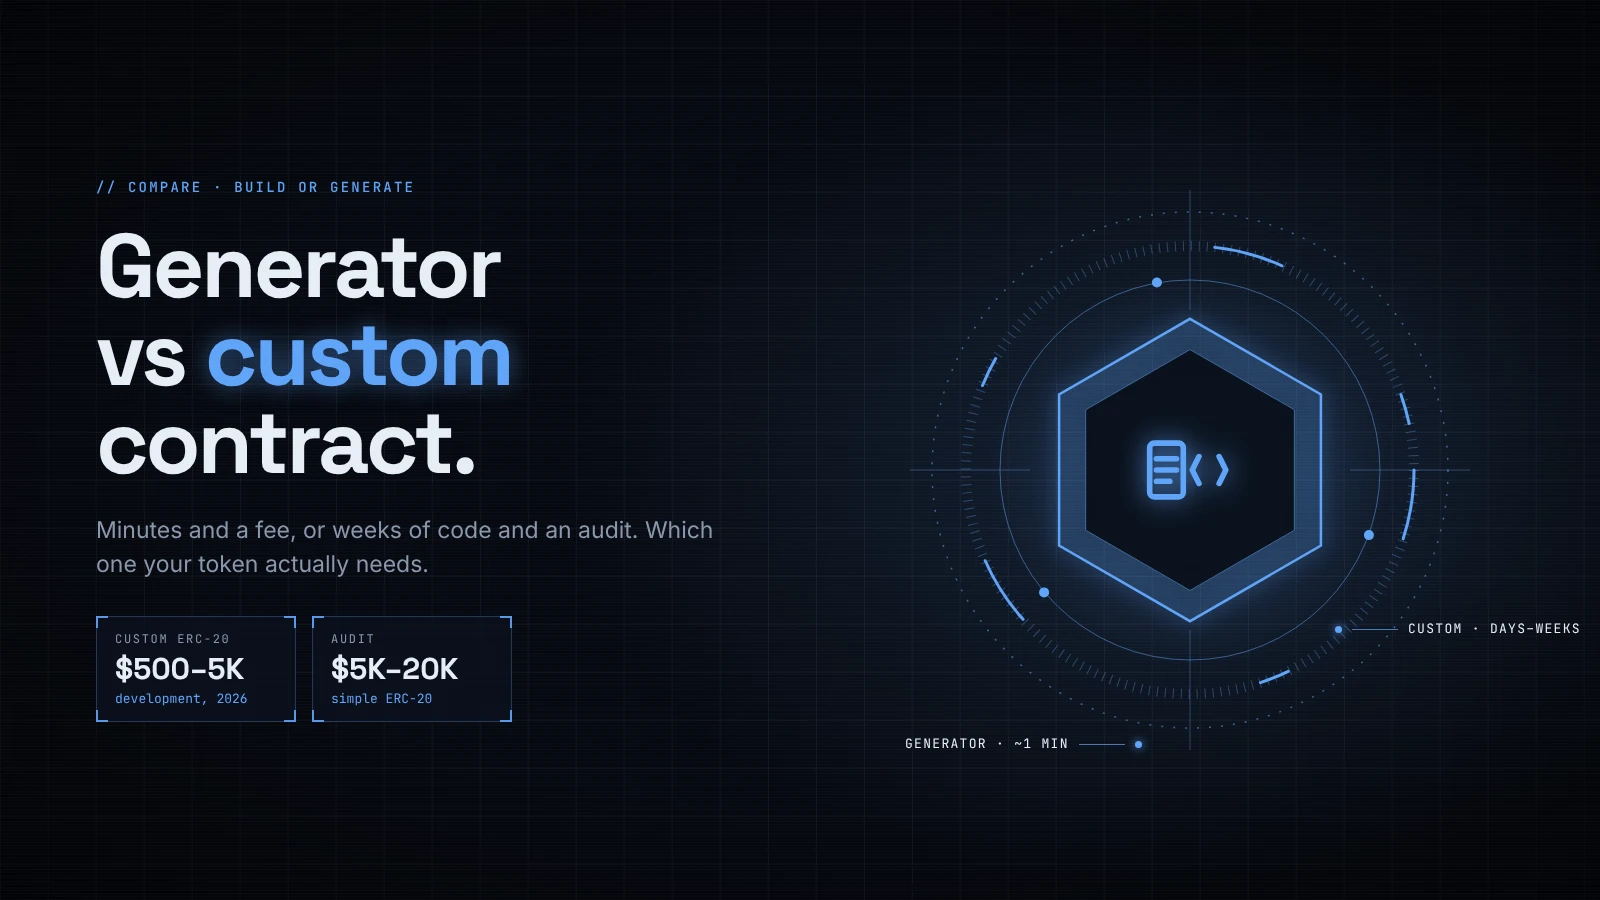 // COMPARE · BUILD OR GENERATE
Generator
vs custom
contract.
Minutes and a fee, or weeks of code and an audit. Which
one your token actually needs.
CUSTOM ERC-20
$500–5K
development, 2026
AUDIT
$5K–20K
simple ERC-20
CUSTOM · DAYS–WEEKS
GENERATOR · ~1 MIN